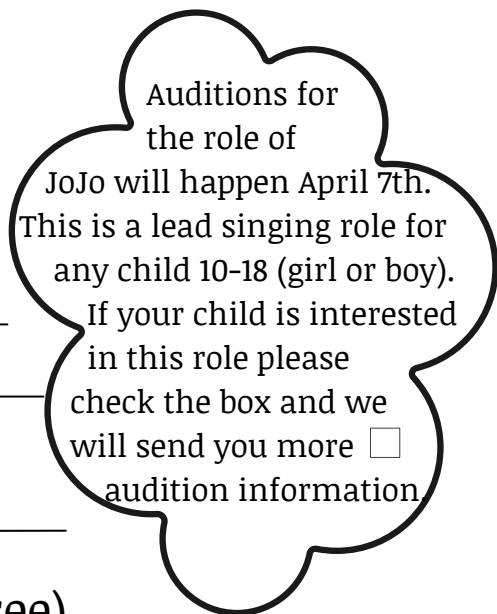 Auditions for
the role of
JoJo will happen April 7th.
This is a lead singing role for
any child 10-18 (girl or boy).
If your child is interested
in this role please
check the box and we
will send you more
audition information.